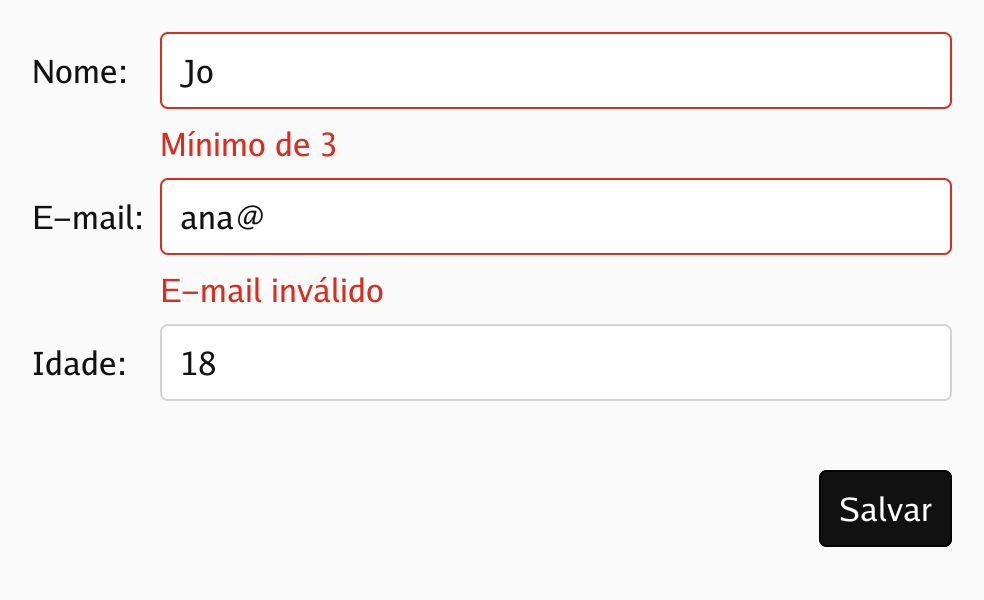 Nome: Jo
Mínimo de 3
E-mail: ana@
E-mail inválido
Idade: 18
Salvar